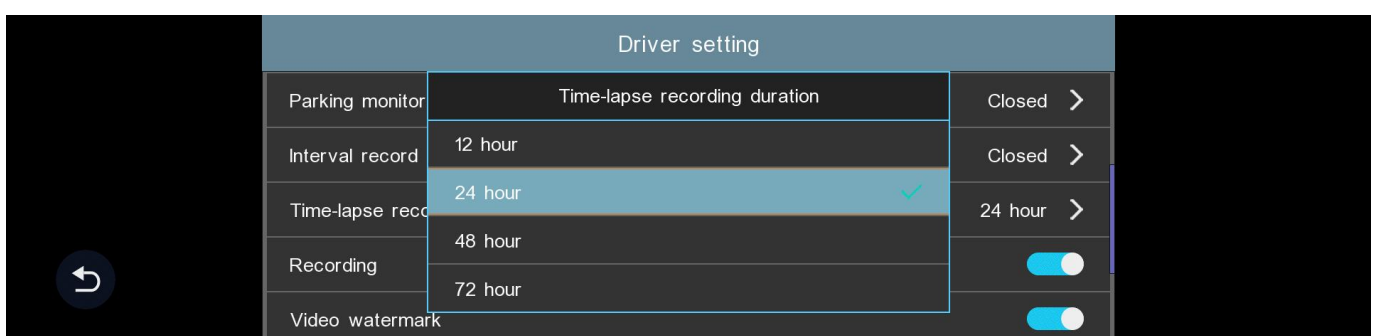 Driver setting
Parking monitor
Time-lapse recording duration
Closed
12 hour
Interval record
Closed
24 hour
Time-lapse reco
24 hour
48 hour
Recording
72 hour
Video watermark